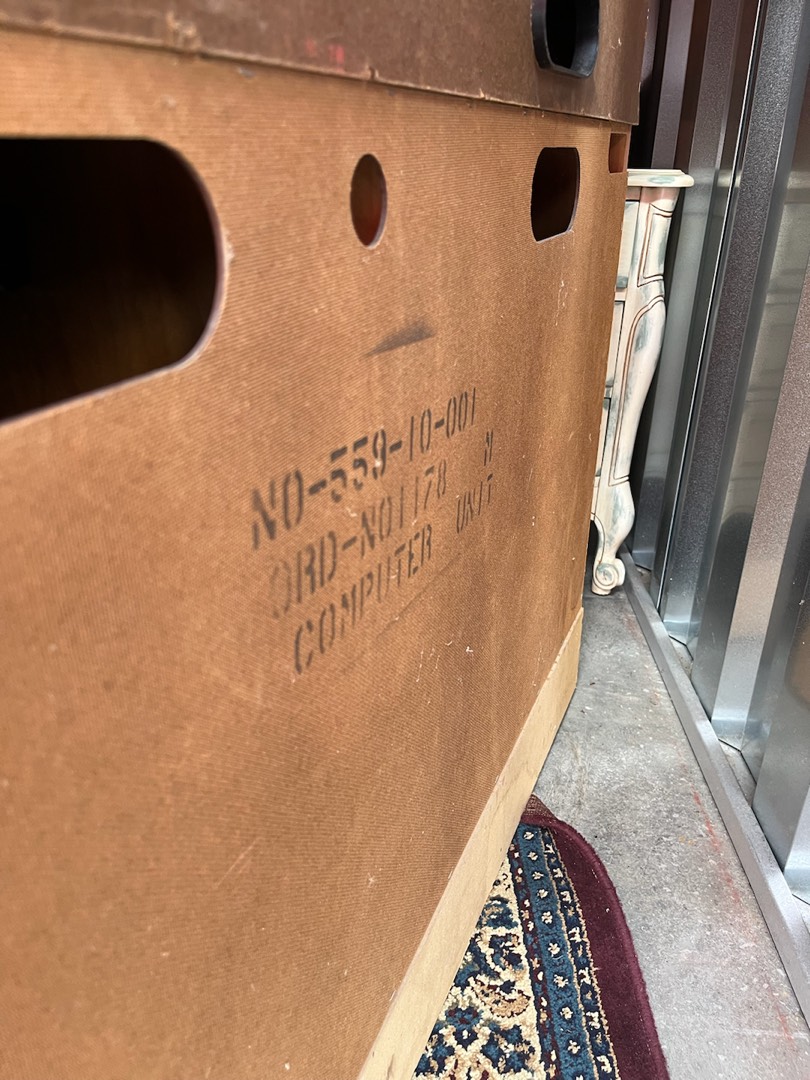 NO-559-10-001
ORD-NO1178 N
COMPUTER UNIT